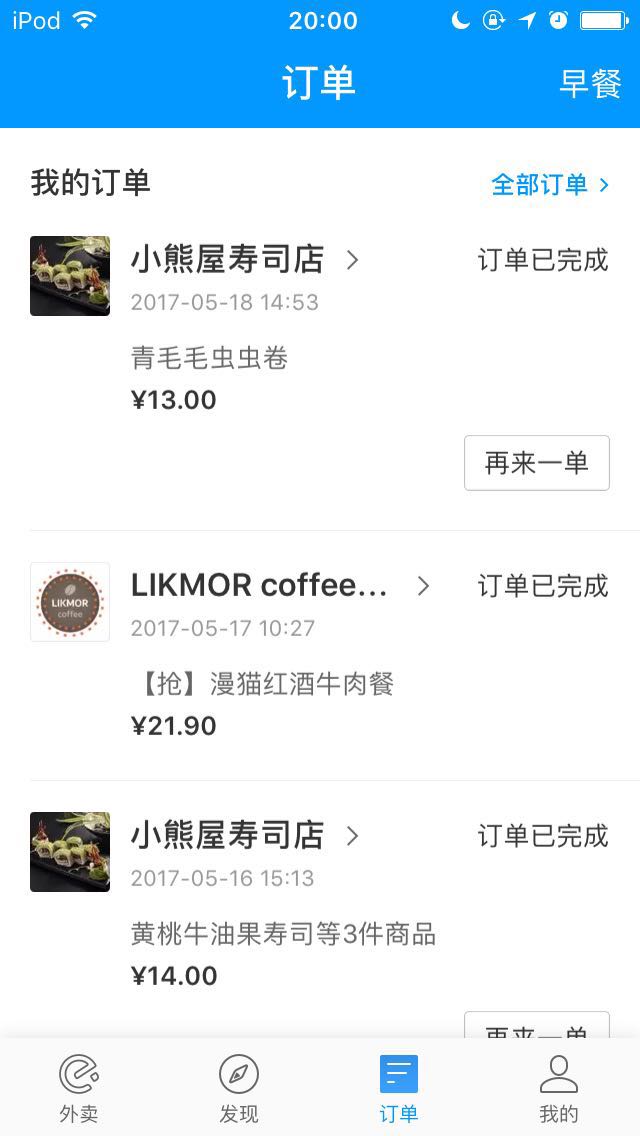 iPod 20:00
订单 早餐
我的订单 全部订单
小熊屋寿司店 订单已完成
2017-05-18 14:53
青毛毛虫虫卷
¥13.00
再来一单
LIKMOR coffee... 订单已完成
LIKMOR
coffee
2017-05-17 10:27
【抢】漫猫红酒牛肉餐
¥21.90
小熊屋寿司店 订单已完成
2017-05-16 15:13
黄桃牛油果寿司等3件商品
¥14.00
再来一单
外卖 发现 订单 我的